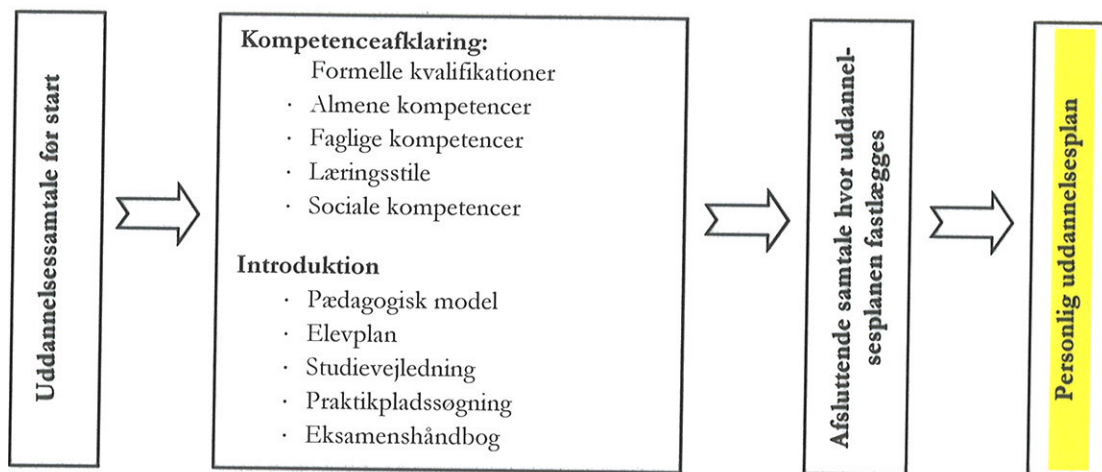 Uddannelsessamtale før start
Kompetenceafklaring:
Formelle kvalifikationer
· Almene kompetencer
· Faglige kompetencer
· Læringsstile
· Sociale kompetencer
Introduktion
· Pædagogisk model
· Elevplan
· Studievejledning
· Praktikpladssøgning
· Eksamenshåndbog
Afsluttende samtale hvor uddannel-
sesplanen fastlægges
Personlig uddannelsesplan